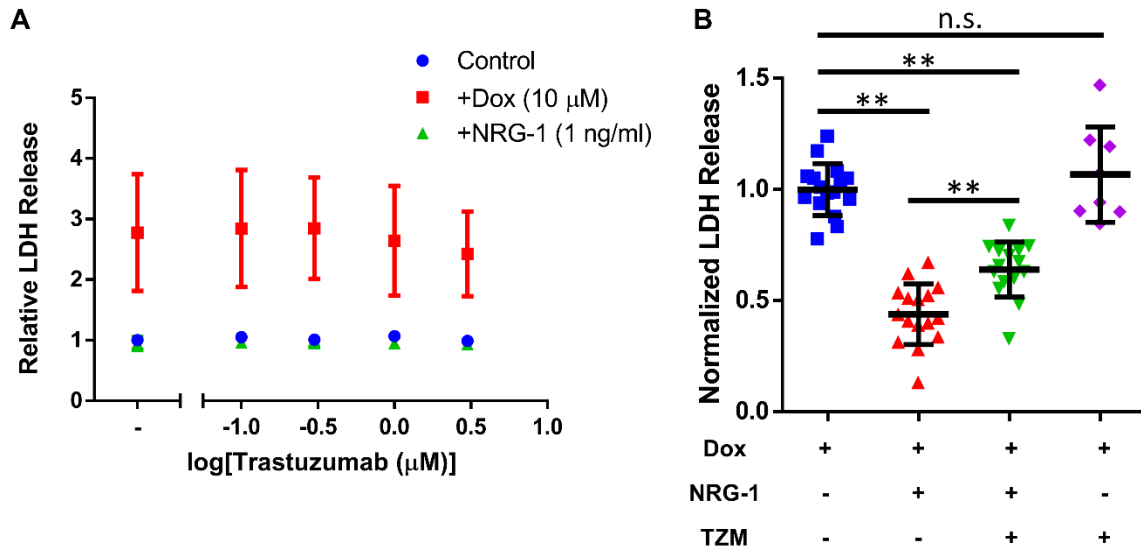 A
Control
+Dox (10 μM)
+NRG-1 (1 ng/ml)
Relative LDH Release
5
4
3
2
1
0
- -1.0 -0.5 0.0 0.5 1.0
log[Trastuzumab (μM)]
B
n.s.
**
**
**
Normalized LDH Release
1.5
1.0
0.5
0.0
Dox + + + +
NRG-1 - + + -
TZM - - + +